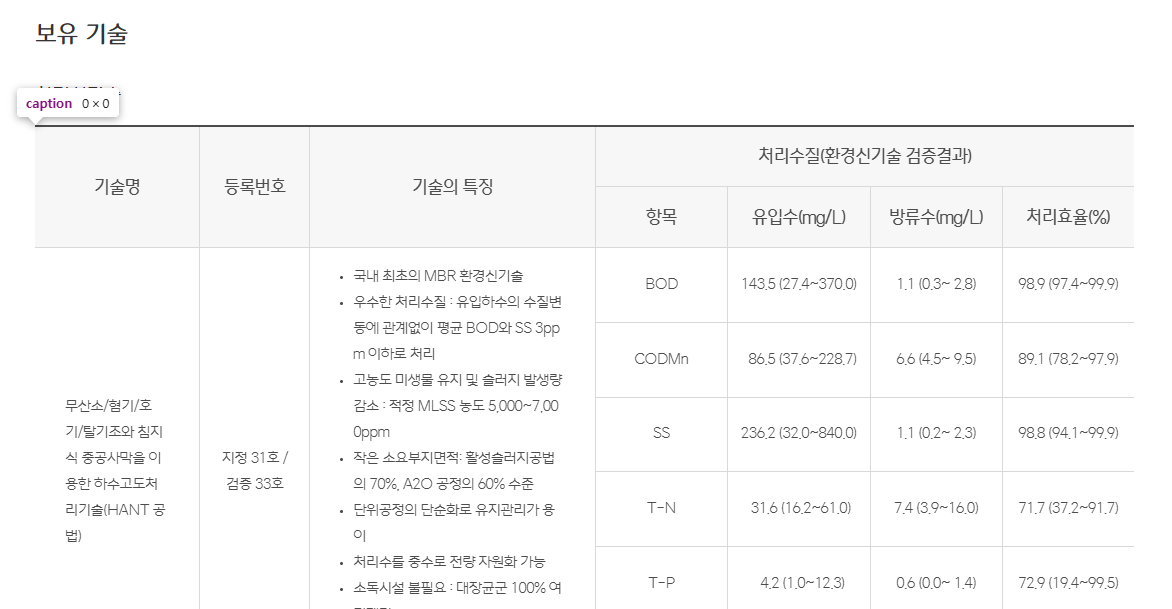 보유 기술
caption 0 × 0
기술명
등록번호
기술의 특징
처리수질(환경신기술 검증결과)
항목
유입수(mg/L)
방류수(mg/L)
처리효율(%)
무산소/혐기/호
기/탈기조와 침지
식 중공사막을 이
용한 하수고도처
리기술(HANT 공
법)
지정 31호 /
검증 33호
• 국내 최초의 MBR 환경신기술
• 우수한 처리수질 : 유입하수의 수질변
동에 관계없이 평균 BOD와 SS 3pp
m 이하로 처리
• 고농도 미생물 유지 및 슬러지 발생량
감소 : 적정 MLSS 농도 5,000~7,00
0ppm
• 작은 소요부지면적: 활성슬러지공법
의 70%, A2O 공정의 60% 수준
• 단위공정의 단순화로 유지관리가 용
이
• 처리수를 중수로 전량 자원화 가능
• 소독시설 불필요 : 대장균군 100% 여
BOD
143.5 (27.4~370.0)
1.1 (0.3~ 2.8)
98.9 (97.4~99.9)
CODMn
86.5 (37.6~228.7)
6.6 (4.5~ 9.5)
89.1 (78.2~97.9)
SS
236.2 (32.0~840.0)
1.1 (0.2~ 2.3)
98.8 (94.1~99.9)
T-N
31.6 (16.2~61.0)
7.4 (3.9~16.0)
71.7 (37.2~91.7)
T-P
4.2 (1.0~12.3)
0.6 (0.0~ 1.4)
72.9 (19.4~99.5)